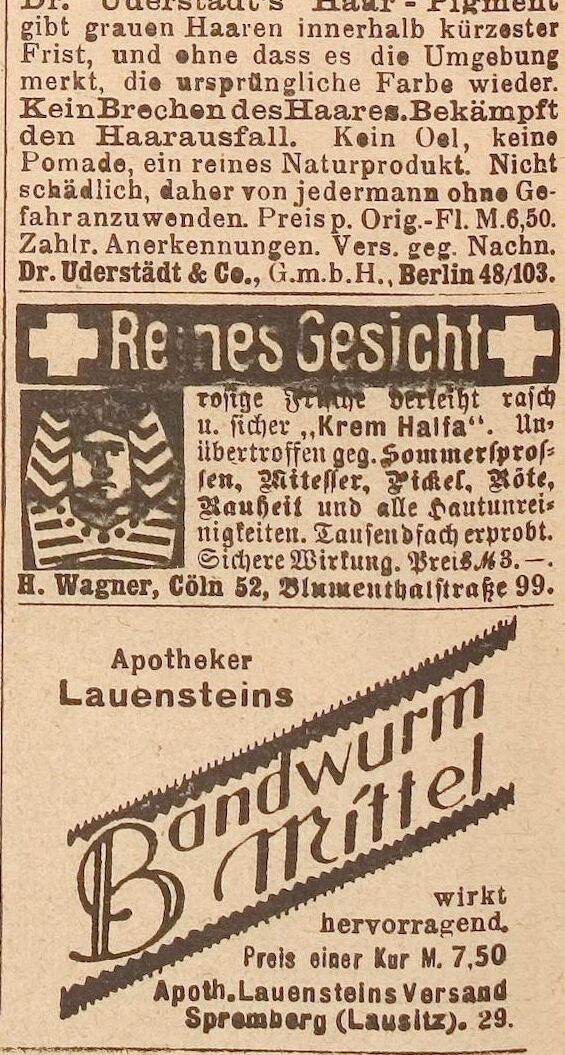 Dr. Uderstädt's Haar-Pigment
gibt grauen Haaren innerhalb kürzester
Frist, und ohne dass es die Umgebung
merkt, die ursprüngliche Farbe wieder.
Kein Brechen des Haares. Bekämpft
den Haarausfall. Kein Oel, keine
Pomade, ein reines Naturprodukt. Nicht
schädlich, daher von jedermann ohne Ge-
fahr anzuwenden. Preis p. Orig.-Fl. M. 6,50.
Zahlr. Anerkennungen. Vers. geg. Nachn.
Dr. Uderstädt & Co., G.m.b.H., Berlin 48/103.
Reines Gesicht
rosige Frische verleiht rasch
u. sicher „Krem Halfa“. Un-
übertroffen geg. Sommerspros-
sen, Mitesser, Pickel, Röte,
Rauheit und alle Hautunrei-
nigkeiten. Tausendfach erprobt.
Sichere Wirkung. Preis M 3.—.
H. Wagner, Cöln 52, Blumenthalstraße 99.
Apotheker
Lauensteins
Bandwurm
Mittel
wirkt
hervorragend.
Preis einer Kur M. 7,50
Apoth. Lauensteins Versand
Spremberg (Lausitz). 29.